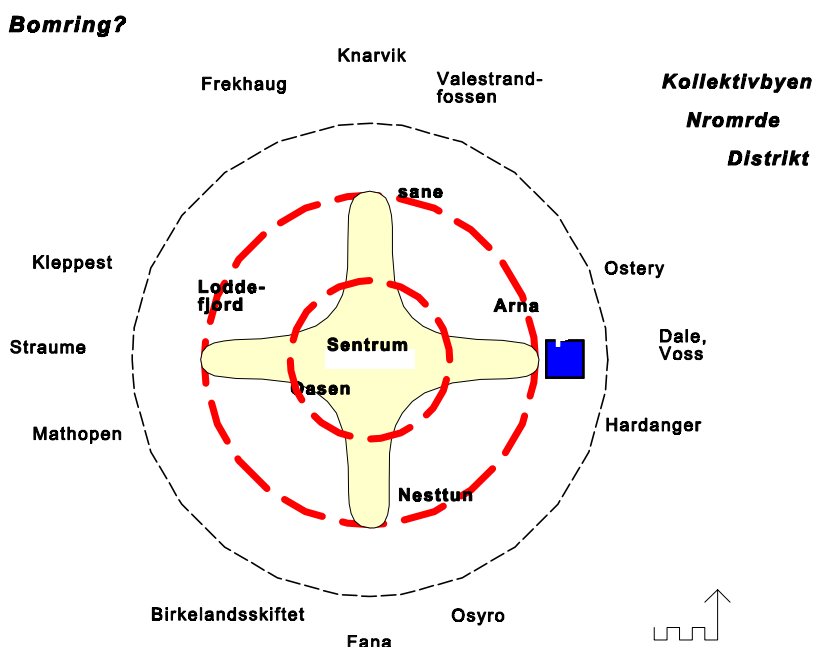 Bomring?
Knarvik
Frekhaug
Valestrand-
fossen
Kollektivbyen
Nromrde
Distrikt
sane
Kleppest
Ostery
Lodde-
fjord
Arna
Straume
Sentrum
Dale,
Voss
Oasen
Mathopen
Hardanger
Nesttun
Birkelandsskiftet
Osyro
Fana